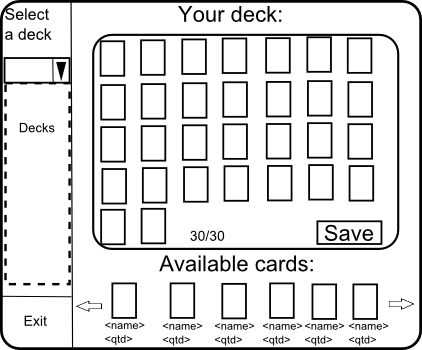 Select
a deck
Decks
Exit
Your deck:
30/30
Save
Available cards:
<name> <name> <name> <name> <name> <name>
<qtd> <qtd> <qtd> <qtd> <qtd> <qtd>